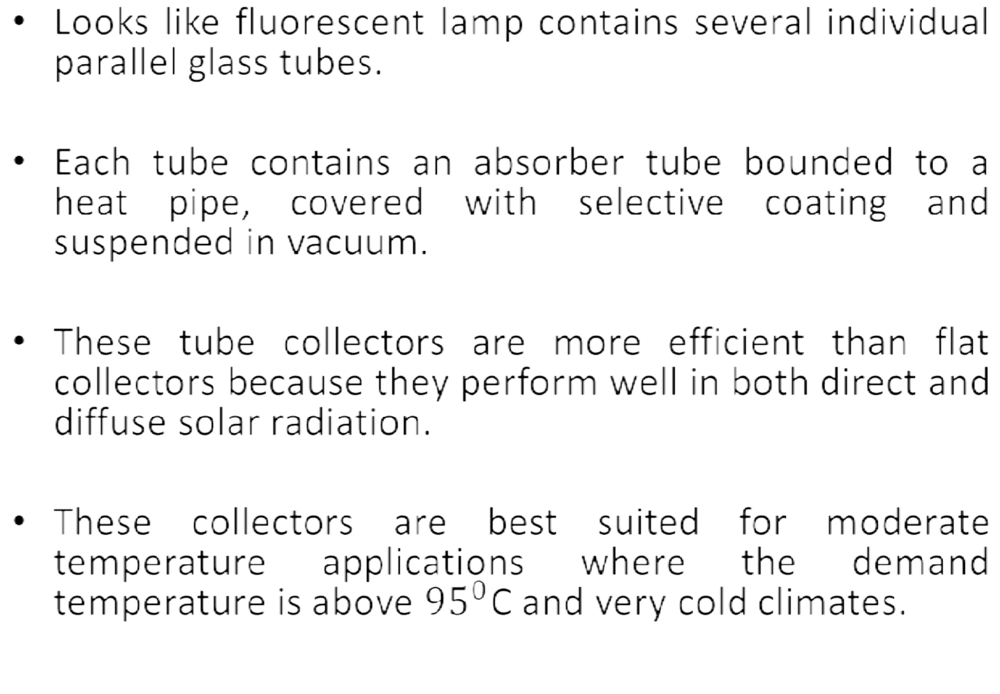 • Looks like fluorescent lamp contains several individual
parallel glass tubes.
• Each tube contains an absorber tube bounded to a
heat pipe, covered with selective coating and
suspended in vacuum.
• These tube collectors are more efficient than flat
collectors because they perform well in both direct and
diffuse solar radiation.
• These collectors are best suited for moderate
temperature applications where the demand
temperature is above 95⁰C and very cold climates.